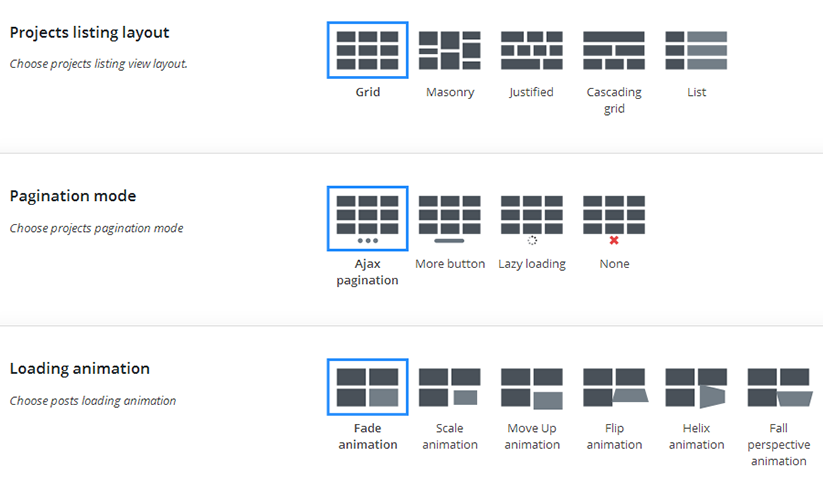 Projects listing layout
Choose projects listing view layout.
Grid
Masonry
Justified
Cascading
grid
List
Pagination mode
Choose projects pagination mode
Ajax
pagination
More button
Lazy loading
None
Loading animation
Choose posts loading animation
Fade
animation
Scale
animation
Move Up
animation
Flip
animation
Helix
animation
Fall
perspective
animation